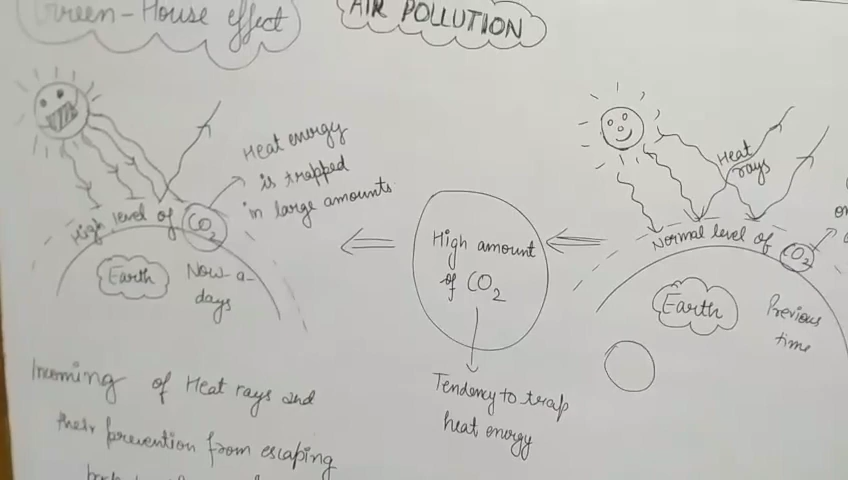 Green-House effect
AIR POLLUTION
Heat energy
is trapped
in large amounts
High level of CO2
Earth
Now-a-
days
High amount
of CO2
Tendency to trap
heat energy
Heat
rays
Normal level of CO2
Earth
Previous
time
Incoming of Heat rays and
their prevention from escaping